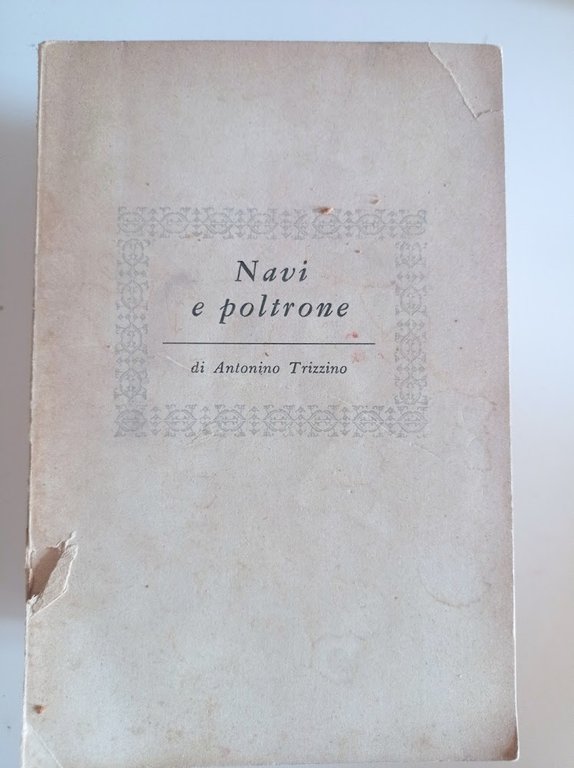 Navi
e poltrone
di Antonino Trizzino